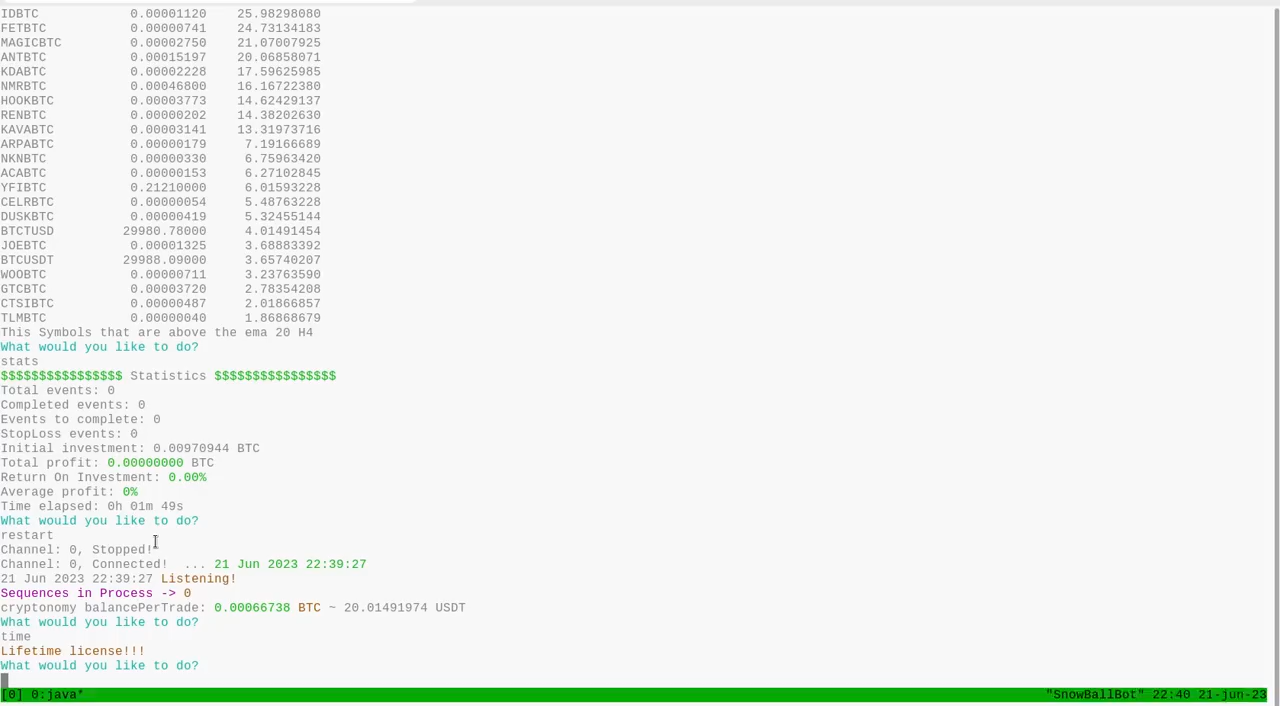 IDBTC 0.00001120 25.98298080
FETBTC 0.00000741 24.73134183
MAGICBTC 0.00002750 21.07007925
ANTBTC 0.00015197 20.06858071
KDABTC 0.00002228 17.59625985
NMRBTC 0.00046800 16.16722380
HOOKBTC 0.00003773 14.62429137
RENBTC 0.00000202 14.38202630
KAVABTC 0.00003141 13.31973716
ARPABTC 0.00000179 7.19166689
NKNBTC 0.00000330 6.75963420
ACABTC 0.00000153 6.27102845
YFIBTC 0.21210000 6.01593228
CELRBTC 0.00000054 5.48763228
DUSKBTC 0.00000419 5.32455144
BTCTUSD 29980.78000 4.01491454
JOEBTC 0.00001325 3.68883392
BTCUSDT 29988.09000 3.65740207
WOOBTC 0.00000711 3.23763590
GTCBTC 0.00003720 2.78354208
CTSIBTC 0.00000487 2.01866857
TLMBTC 0.00000040 1.86868679
This Symbols that are above the ema 20 H4
What would you like to do?
stats
$$$$$$$$$$$$$$$$ Statistics $$$$$$$$$$$$$$$$
Total events: 0
Completed events: 0
Events to complete: 0
StopLoss events: 0
Initial investment: 0.00970944 BTC
Total profit: 0.00000000 BTC
Return On Investment: 0.00%
Average profit: 0%
Time elapsed: 0h 01m 49s
What would you like to do?
restart
Channel: 0, Stopped!
Channel: 0, Connected! ... 21 Jun 2023 22:39:27
21 Jun 2023 22:39:27 Listening!
Sequences in Process -> 0
cryptonomy balancePerTrade: 0.00066738 BTC ~ 20.01491974 USDT
What would you like to do?
time
Lifetime license!!!
What would you like to do?
[0] 0:java* "SnowBallBot" 22:40 21-jun-23